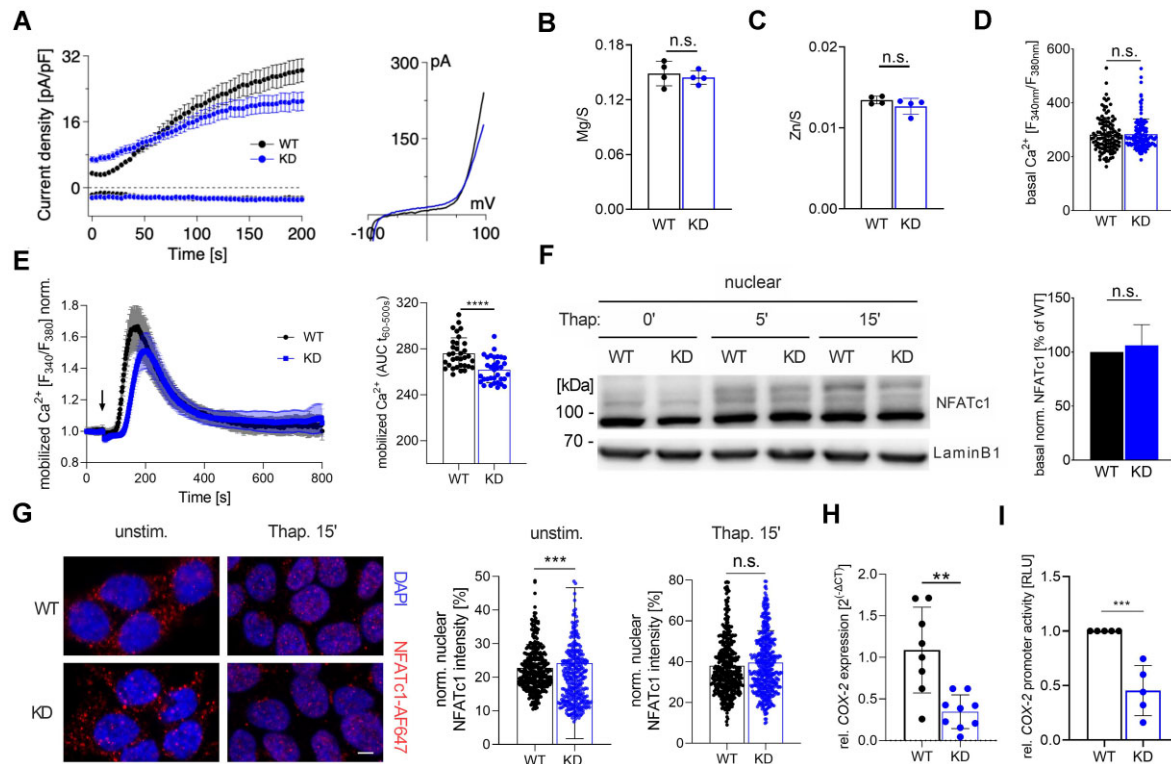 A
Current density [pA/pF]
32
24
16
8
0
WT
KD
0 50 100 150 200
Time [s]
300
pA
150
-100
mV
100
B
n.s.
Mg/S
0.18
0.12
0.06
0.00
WT KD
C
n.s.
Zn/S
0.02
0.01
0.00
WT KD
D
n.s.
basal Ca²⁺ [F340nm/F380nm]
600
400
200
0
WT KD
E
mobilized Ca²⁺ [F340/F380] norm.
1.8
1.6
1.4
1.2
1.0
0.8
WT
KD
0 200 400 600 800
Time [s]
mobilized Ca²⁺ (AUC t60-500s)
****
320
280
240
200
WT KD
F
nuclear
Thap: 0' 5' 15'
WT KD WT KD WT KD
[kDa]
100 -
70 -
NFATc1
LaminB1
n.s.
basal norm. NFATc1 [% of WT]
150
100
50
0
WT KD
G
unstim. Thap. 15'
WT
KD
DAPI
NFATc1-AF647
unstim.
***
norm. nuclear
NFATc1 intensity [%]
50
40
30
20
10
0
WT KD
Thap. 15'
n.s.
norm. nuclear
NFATc1 intensity [%]
80
60
40
20
0
WT KD
H
**
rel. COX-2 expression [2(-ΔCT)]
2.0
1.5
1.0
0.5
0.0
WT KD
I
***
rel. COX-2 promoter activity [RLU]
1.5
1.0
0.5
0.0
WT KD